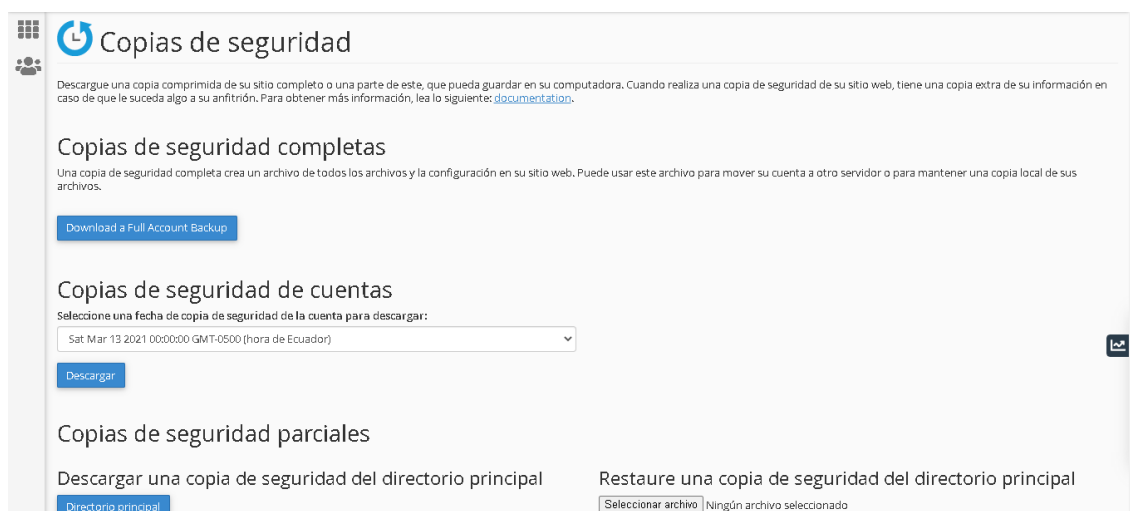 Copias de seguridad
Descargue una copia comprimida de su sitio completo o una parte de este, que pueda guardar en su computadora. Cuando realiza una copia de seguridad de su sitio web, tiene una copia extra de su información en
caso de que le suceda algo a su anfitrión. Para obtener más información, lea lo siguiente: documentation.
Copias de seguridad completas
Una copia de seguridad completa crea un archivo de todos los archivos y la configuración en su sitio web. Puede usar este archivo para mover su cuenta a otro servidor o para mantener una copia local de sus
archivos.
Download a Full Account Backup
Copias de seguridad de cuentas
Seleccione una fecha de copia de seguridad de la cuenta para descargar:
Sat Mar 13 2021 00:00:00 GMT-0500 (hora de Ecuador)
Descargar
Copias de seguridad parciales
Descargar una copia de seguridad del directorio principal
Directorio principal
Restaure una copia de seguridad del directorio principal
Seleccionar archivo Ningún archivo seleccionado